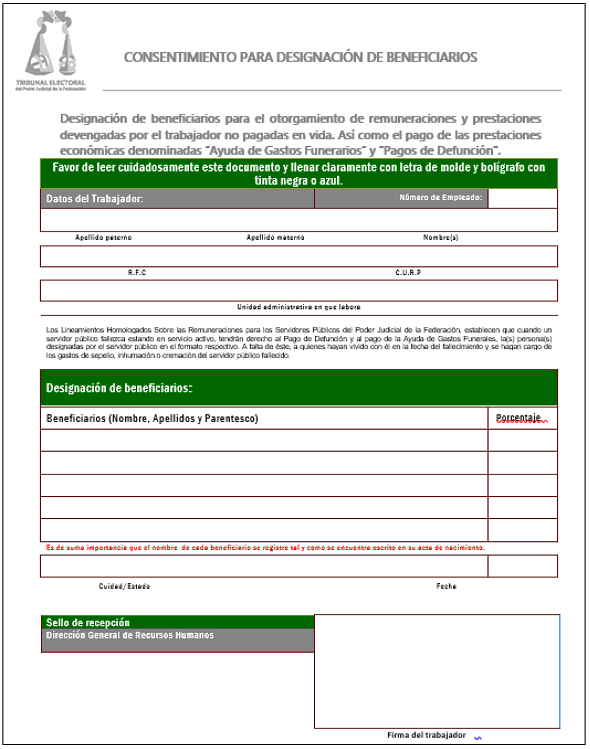 CONSENTIMIENTO PARA DESIGNACIÓN DE BENEFICIARIOS
TRIBUNAL ELECTORAL
del Poder Judicial de la Federación
Designación de beneficiarios para el otorgamiento de remuneraciones y prestaciones
devengadas por el trabajador no pagadas en vida. Así como el pago de las prestaciones
económicas denominadas "Ayuda de Gastos Funerarios" y "Pagos de Defunción".
Favor de leer cuidadosamente este documento y llenar claramente con letra de molde y bolígrafo con
tinta negra o azul.
Datos del Trabajador: Número de Empleado:
Apellido paterno Apellido materno Nombre(s)
R.F.C C.U.R.P
Unidad administrativa en que labora
Los Lineamientos Homologados Sobre las Remuneraciones para los Servidores Públicos del Poder Judicial de la Federación, establecen que cuando un
servidor público fallezca estando en servicio activo, tendrán derecho al Pago de Defunción y al pago de la Ayuda de Gastos Funerales, la(s) persona(s)
designadas por el servidor público en el formato respectivo. A falta de éste, a quienes hayan vivido con él en la fecha del fallecimiento y se hagan cargo de
los gastos de sepelio, inhumación o cremación del servidor público fallecido.
Designación de beneficiarios:
Beneficiarios (Nombre, Apellidos y Parentesco) Porcentaje
Es de suma importancia que el nombre de cada beneficiario se registre tal y como se encuentra escrito en su acta de nacimiento.
Cuidad/Estado Fecha
Sello de recepción
Dirección General de Recursos Humanos
Firma del trabajador